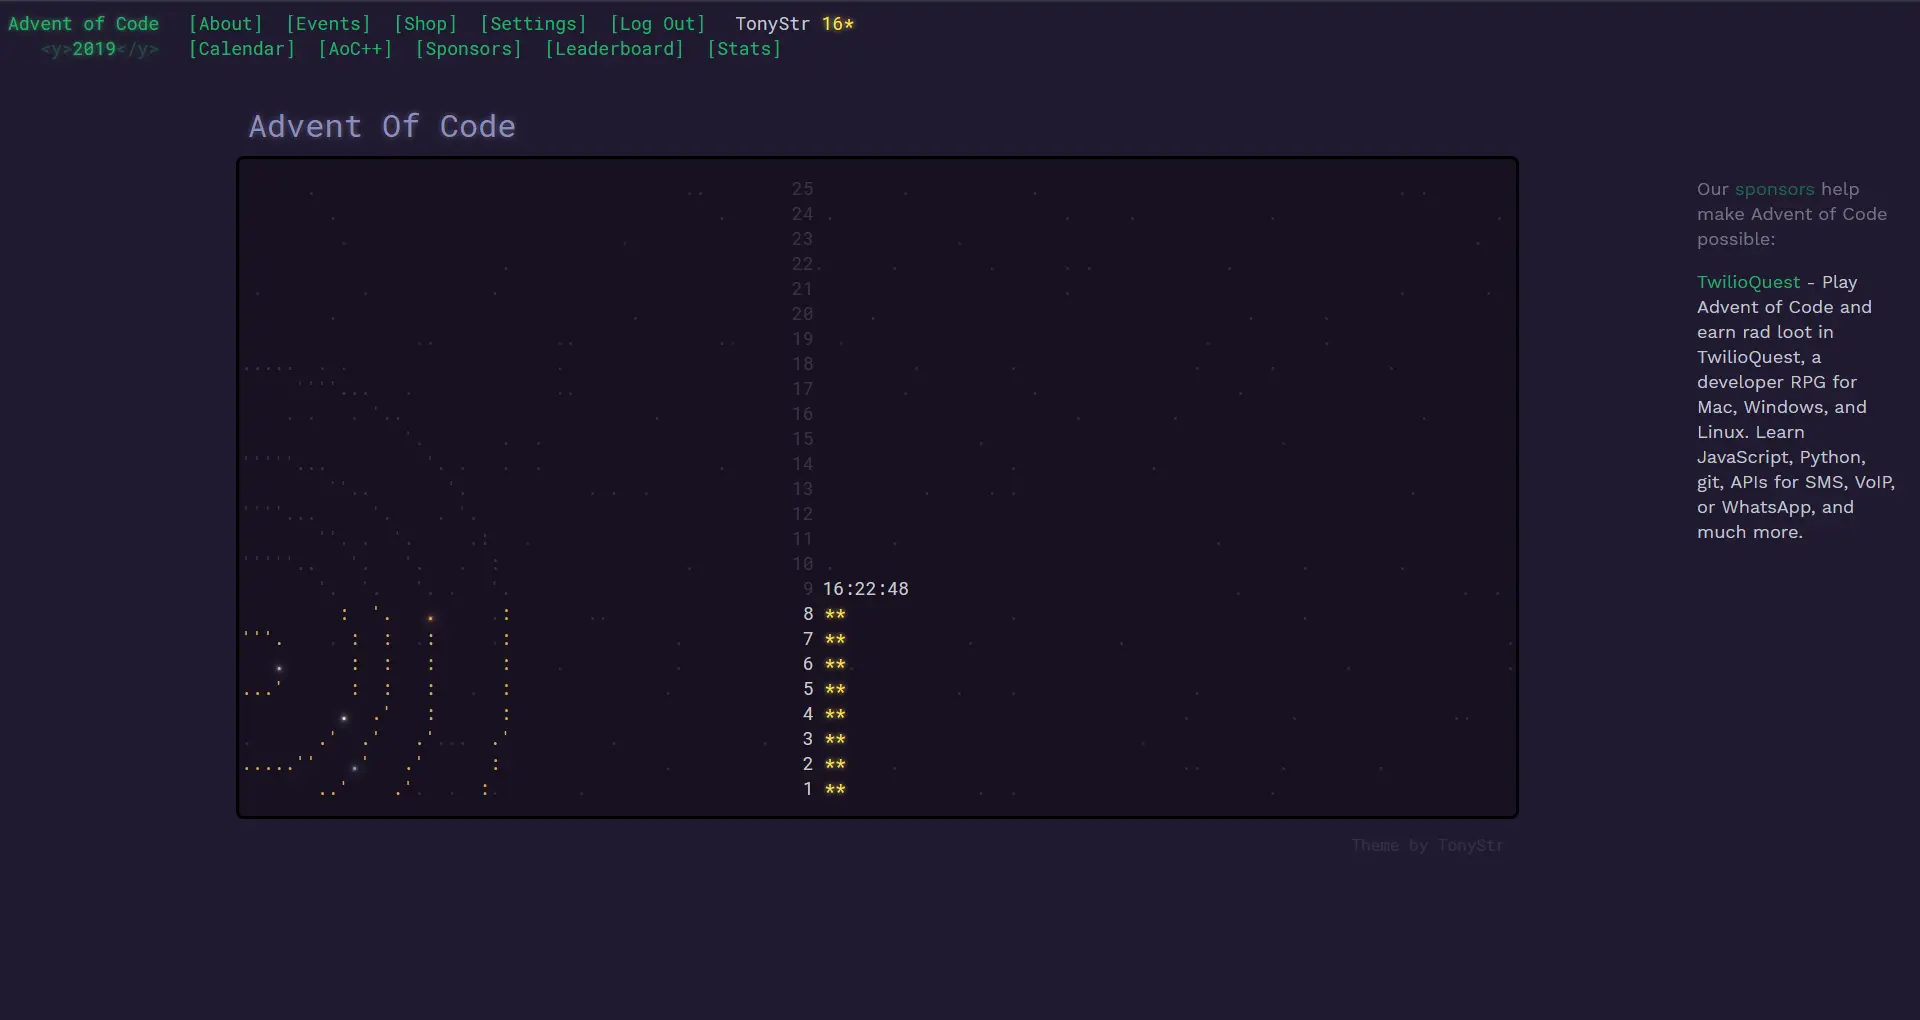 Advent of Code [About] [Events] [Shop] [Settings] [Log Out] TonyStr 16*
<y>2019</y> [Calendar] [AoC++] [Sponsors] [Leaderboard] [Stats]
Advent Of Code
25
24
23
22
21
20
19
18
17
16
15
14
13
12
11
10
9 16:22:48
8 **
7 **
6 **
5 **
4 **
3 **
2 **
1 **
Our sponsors help
make Advent of Code
possible:
TwilioQuest - Play
Advent of Code and
earn rad loot in
TwilioQuest, a
developer RPG for
Mac, Windows, and
Linux. Learn
JavaScript, Python,
git, APIs for SMS, VoIP,
or WhatsApp, and
much more.
Theme by TonyStr